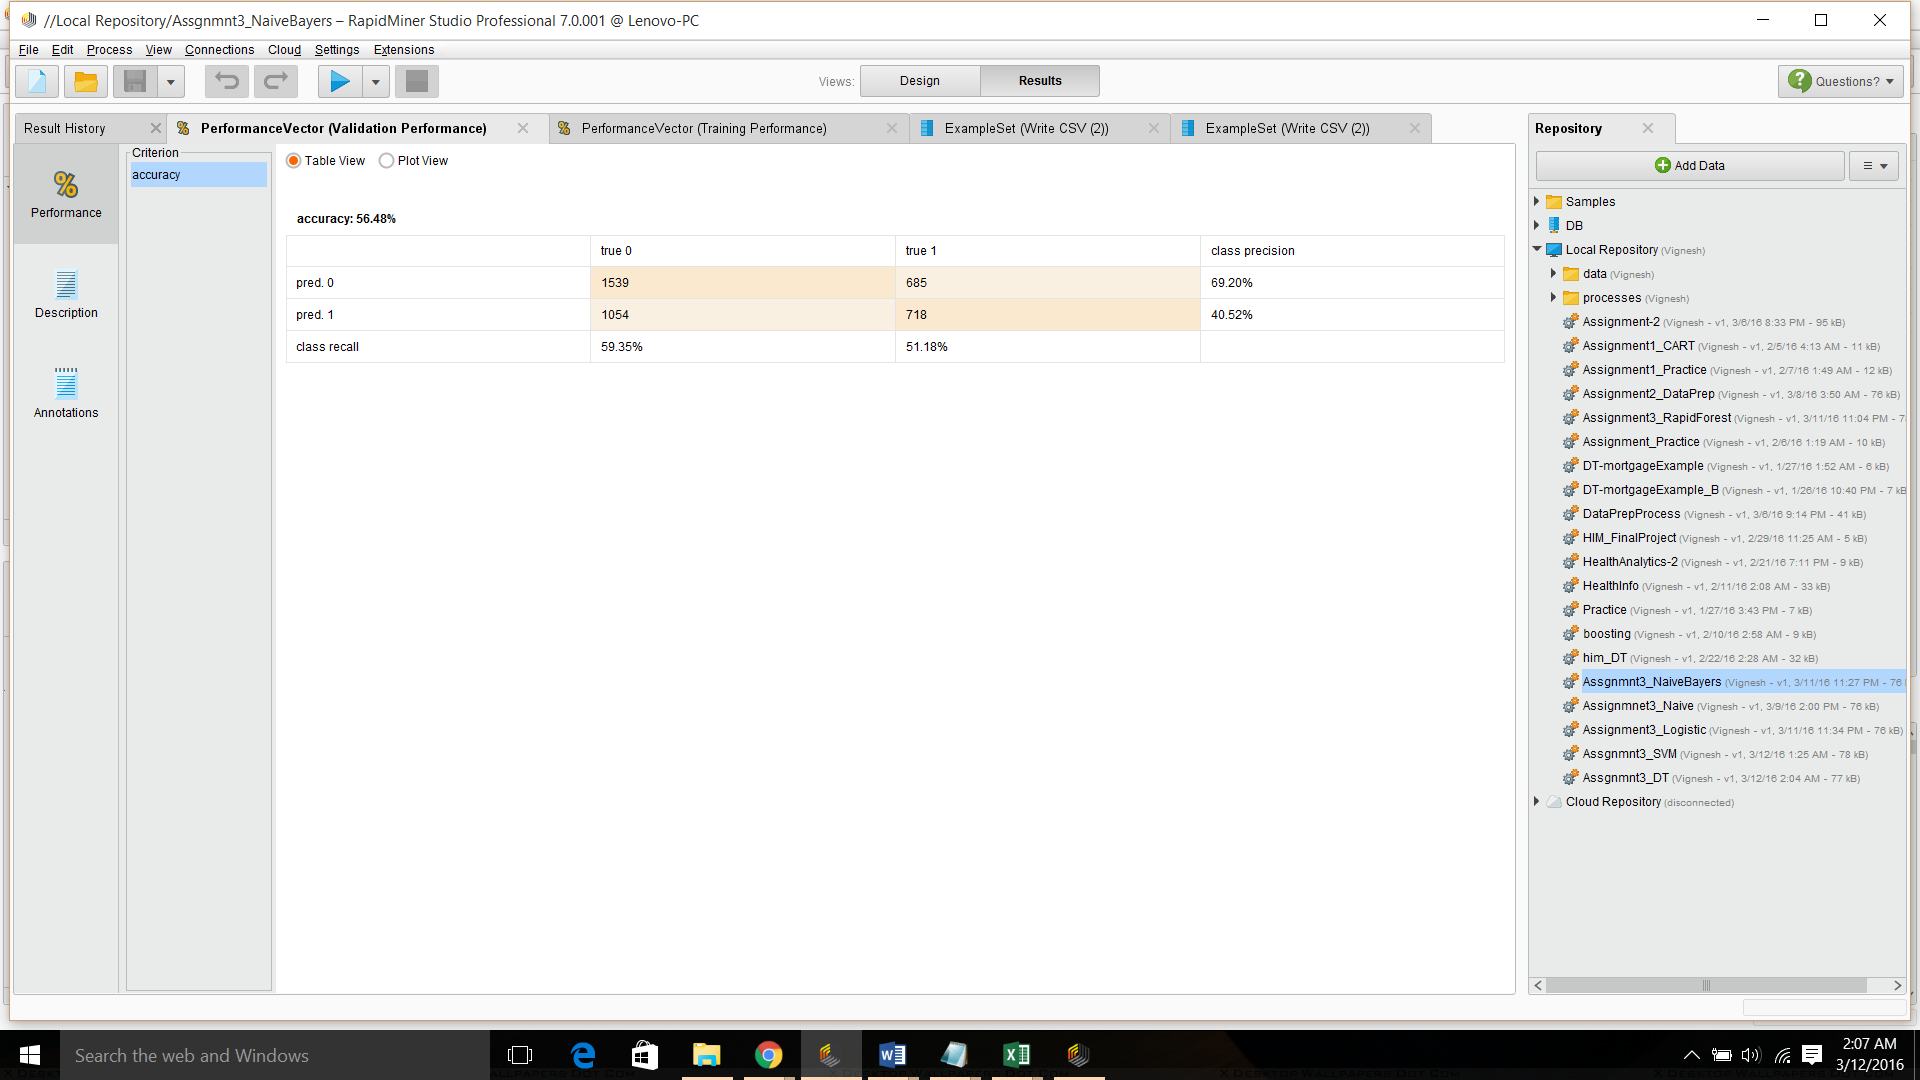 //Local Repository/Assgnmnt3_NaiveBayers – RapidMiner Studio Professional 7.0.001 @ Lenovo-PC
File Edit Process View Connections Cloud Settings Extensions
Views: Design Results Questions?
Result History PerformanceVector (Validation Performance) PerformanceVector (Training Performance) ExampleSet (Write CSV (2)) ExampleSet (Write CSV (2)) Repository
Performance
Description
Annotations
Criterion
accuracy
Table View Plot View
accuracy: 56.48%
true 0 true 1 class precision
pred. 0 1539 685 69.20%
pred. 1 1054 718 40.52%
class recall 59.35% 51.18%
Add Data
Samples
DB
Local Repository (Vignesh)
data (Vignesh)
processes (Vignesh)
Assignment-2 (Vignesh - v1, 3/6/16 8:33 PM - 95 kB)
Assignment1_CART (Vignesh - v1, 2/5/16 4:13 AM - 11 kB)
Assignment1_Practice (Vignesh - v1, 2/7/16 1:49 AM - 12 kB)
Assignment2_DataPrep (Vignesh - v1, 3/8/16 3:50 AM - 76 kB)
Assignment3_RapidForest (Vignesh - v1, 3/11/16 11:04 PM - 7
Assignment_Practice (Vignesh - v1, 2/6/16 1:19 AM - 10 kB)
DT-mortgageExample (Vignesh - v1, 1/27/16 1:52 AM - 6 kB)
DT-mortgageExample_B (Vignesh - v1, 1/26/16 10:40 PM - 7 kB
DataPrepProcess (Vignesh - v1, 3/6/16 9:14 PM - 41 kB)
HIM_FinalProject (Vignesh - v1, 2/29/16 11:25 AM - 5 kB)
HealthAnalytics-2 (Vignesh - v1, 2/21/16 7:11 PM - 9 kB)
HealthInfo (Vignesh - v1, 2/11/16 2:08 AM - 33 kB)
Practice (Vignesh - v1, 1/27/16 3:43 PM - 7 kB)
boosting (Vignesh - v1, 2/10/16 2:58 AM - 9 kB)
him_DT (Vignesh - v1, 2/22/16 2:28 AM - 32 kB)
Assgnmnt3_NaiveBayers (Vignesh - v1, 3/11/16 11:27 PM - 76
Assignmnet3_Naive (Vignesh - v1, 3/9/16 2:00 PM - 76 kB)
Assignment3_Logistic (Vignesh - v1, 3/11/16 11:34 PM - 76 kB)
Assgnmnt3_SVM (Vignesh - v1, 3/12/16 1:25 AM - 78 kB)
Assgnmnt3_DT (Vignesh - v1, 3/12/16 2:04 AM - 77 kB)
Cloud Repository (disconnected)
Search the web and Windows
2:07 AM
3/12/2016